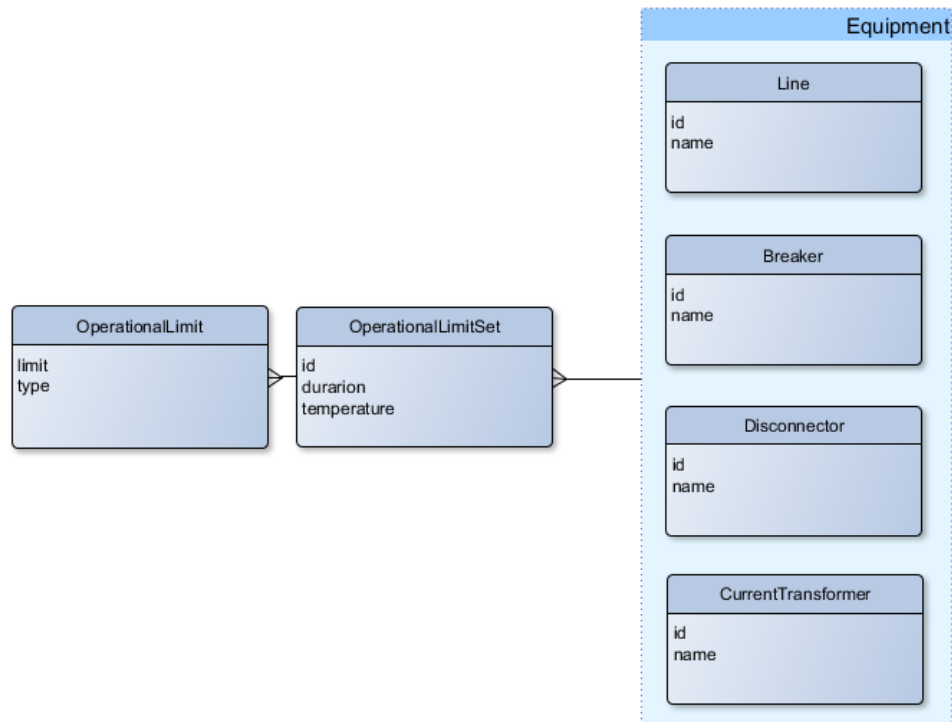 Equipment
Line
id
name
Breaker
id
name
OperationalLimit
limit
type
OperationalLimitSet
id
durarion
temperature
Disconnector
id
name
CurrentTransformer
id
name